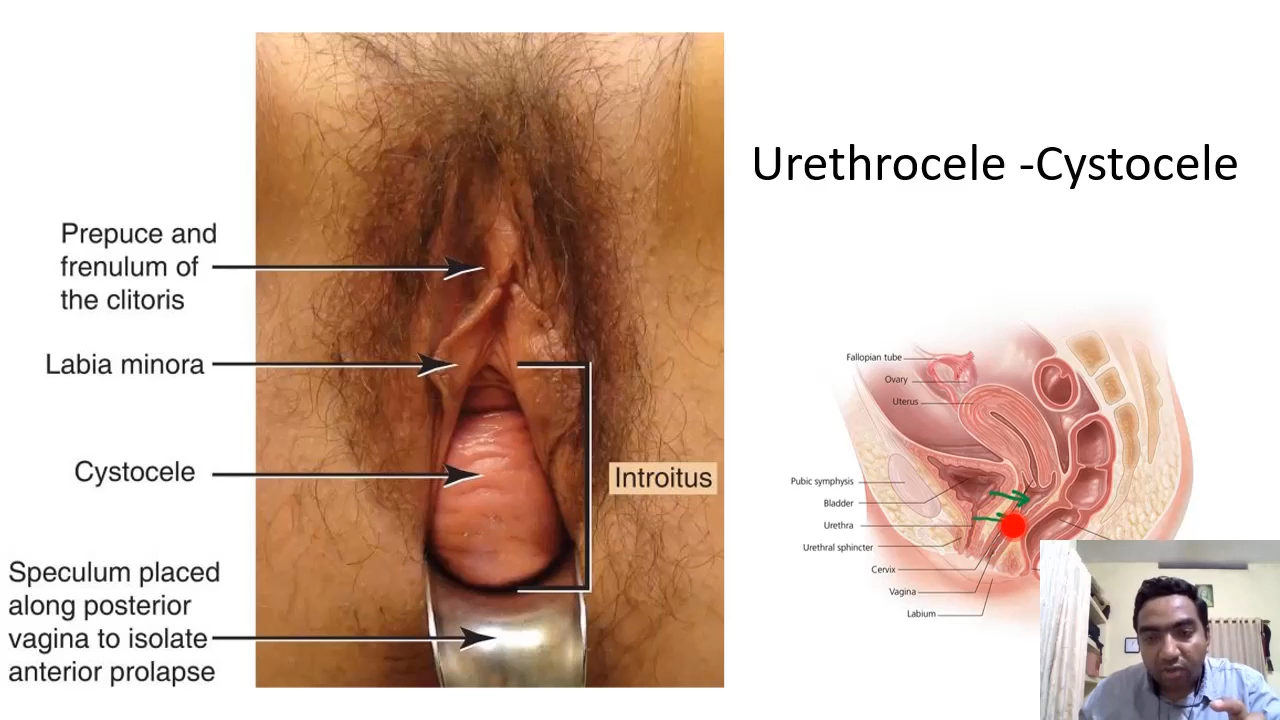 Urethrocele -Cystocele
Prepuce and
frenulum of
the clitoris
Labia minora
Cystocele
Introitus
Speculum placed
along posterior
vagina to isolate
anterior prolapse
Fallopian tube
Ovary
Uterus
Pubic symphysis
Bladder
Urethra
Urethral sphincter
Cervix
Vagina
Labium